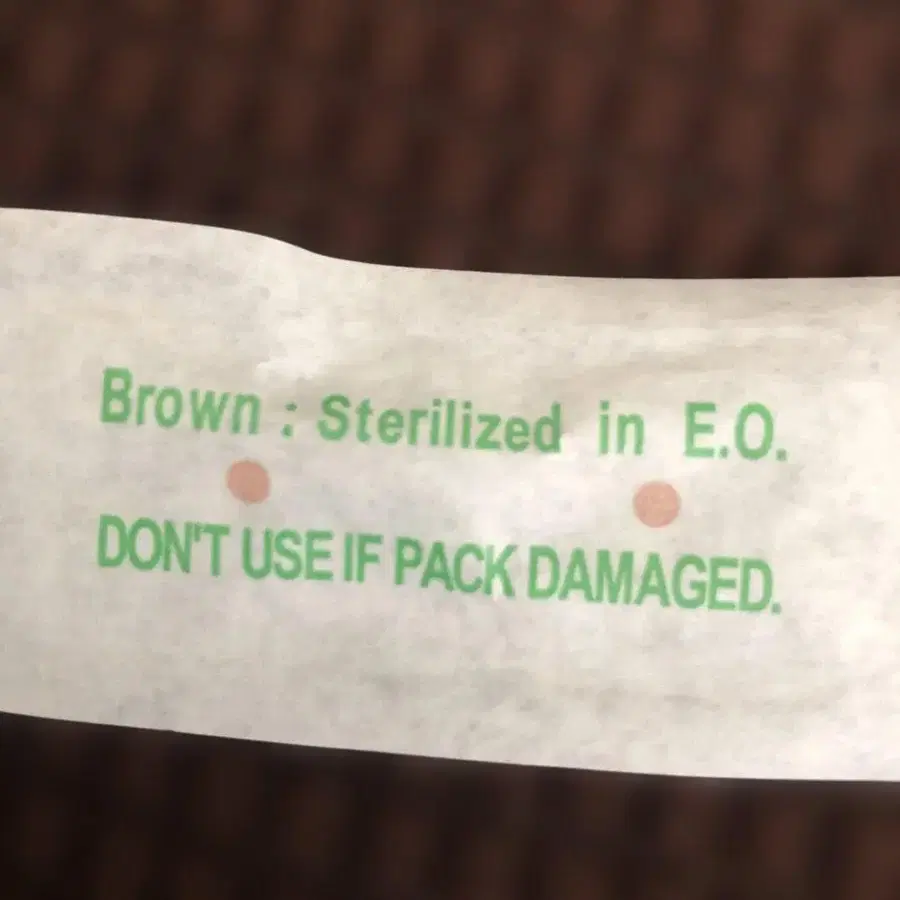 Brown : Sterilized in E.O.
DON'T USE IF PACK DAMAGED.